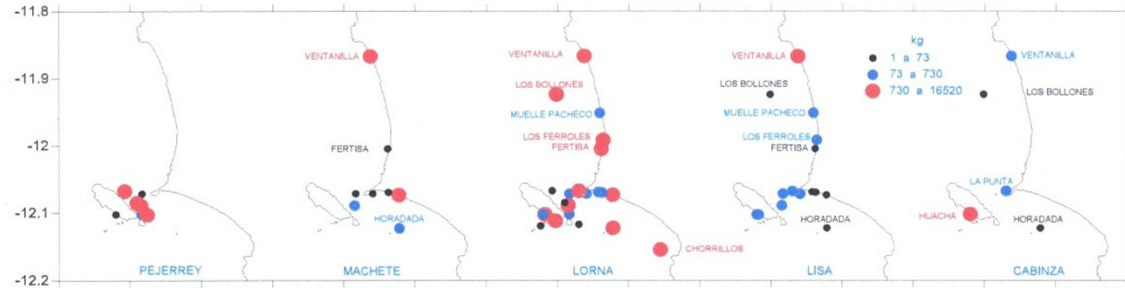 -11.8
-11.9
-12
-12.1
-12.2
PEJERREY
VENTANILLA
FERTISA
HORADADA
MACHETE
VENTANILLA
LOS BOLLONES
MUELLE PACHECO
LOS FERROLES
FERTISA
CHORRILLOS
LORNA
VENTANILLA
LOS BOLLONES
MUELLE PACHECO
LOS FERROLES
FERTISA
HORADADA
LISA
kg
1 a 73
73 a 730
730 a 16520
VENTANILLA
LOS BOLLONES
LA PUNTA
HUACHA
HORADADA
CABINZA